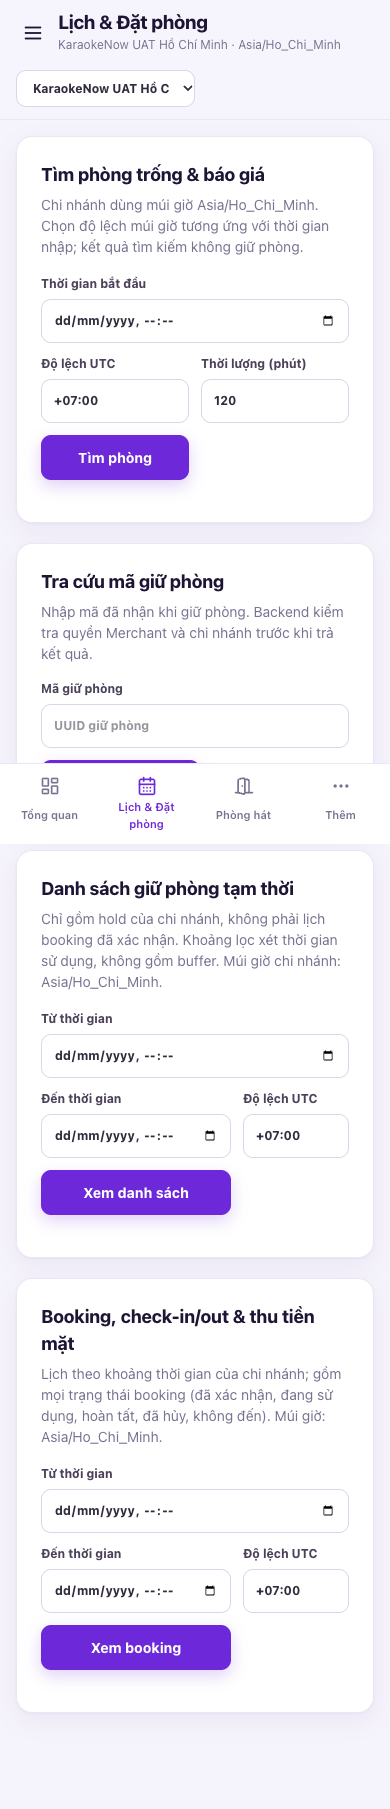 Lịch & Đặt phòng
KaraokeNow UAT Hồ Chí Minh · Asia/Ho_Chi_Minh
KaraokeNow UAT Hồ C
Tìm phòng trống & báo giá
Chi nhánh dùng múi giờ Asia/Ho_Chi_Minh.
Chọn độ lệch múi giờ tương ứng với thời gian
nhập; kết quả tìm kiếm không giữ phòng.
Thời gian bắt đầu
dd/mm/yyyy, --:--
Độ lệch UTC
Thời lượng (phút)
+07:00
120
Tìm phòng
Tra cứu mã giữ phòng
Nhập mã đã nhận khi giữ phòng. Backend kiểm
tra quyền Merchant và chi nhánh trước khi trả
kết quả.
Mã giữ phòng
UUID giữ phòng
Tổng quan
Lịch & Đặt
phòng
Phòng hát
Thêm
Danh sách giữ phòng tạm thời
Chỉ gồm hold của chi nhánh, không phải lịch
booking đã xác nhận. Khoảng lọc xét thời gian
sử dụng, không gồm buffer. Múi giờ chi nhánh:
Asia/Ho_Chi_Minh.
Từ thời gian
dd/mm/yyyy, --:--
Đến thời gian
Độ lệch UTC
dd/mm/yyyy, --:--
+07:00
Xem danh sách
Booking, check-in/out & thu tiền
mặt
Lịch theo khoảng thời gian của chi nhánh; gồm
mọi trạng thái booking (đã xác nhận, đang sử
dụng, hoàn tất, đã hủy, không đến). Múi giờ:
Asia/Ho_Chi_Minh.
Từ thời gian
dd/mm/yyyy, --:--
Đến thời gian
Độ lệch UTC
dd/mm/yyyy, --:--
+07:00
Xem booking